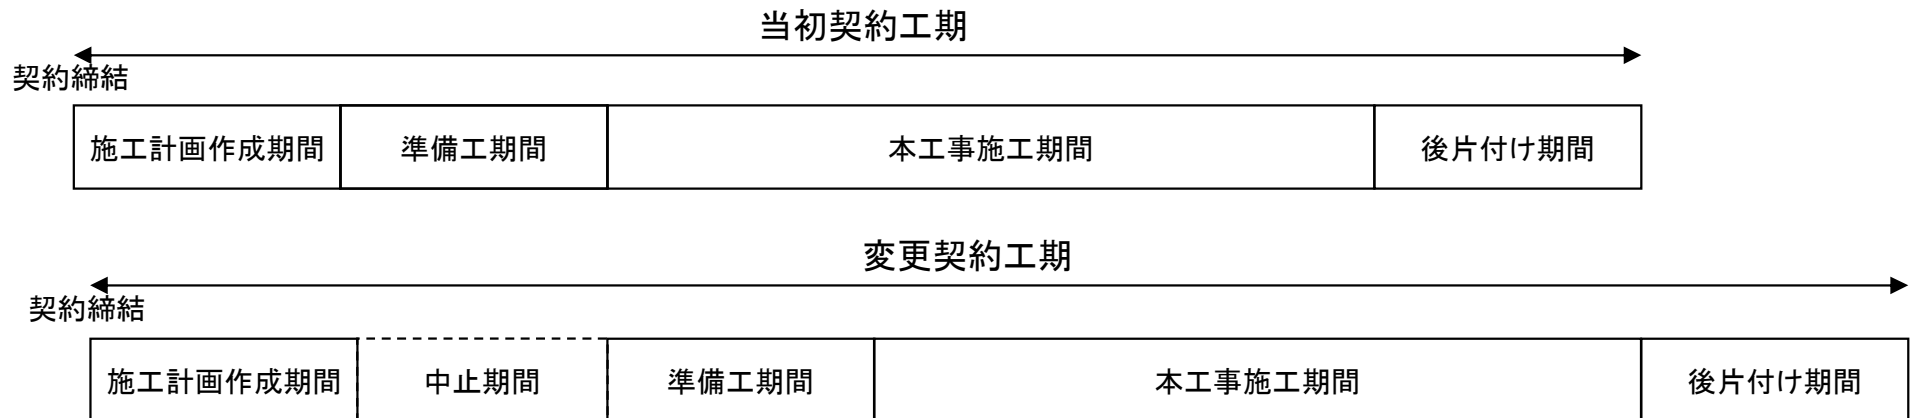 当初契約工期
契約締結
施工計画作成期間 準備工期間 本工事施工期間 後片付け期間
変更契約工期
契約締結
施工計画作成期間 中止期間 準備工期間 本工事施工期間 後片付け期間